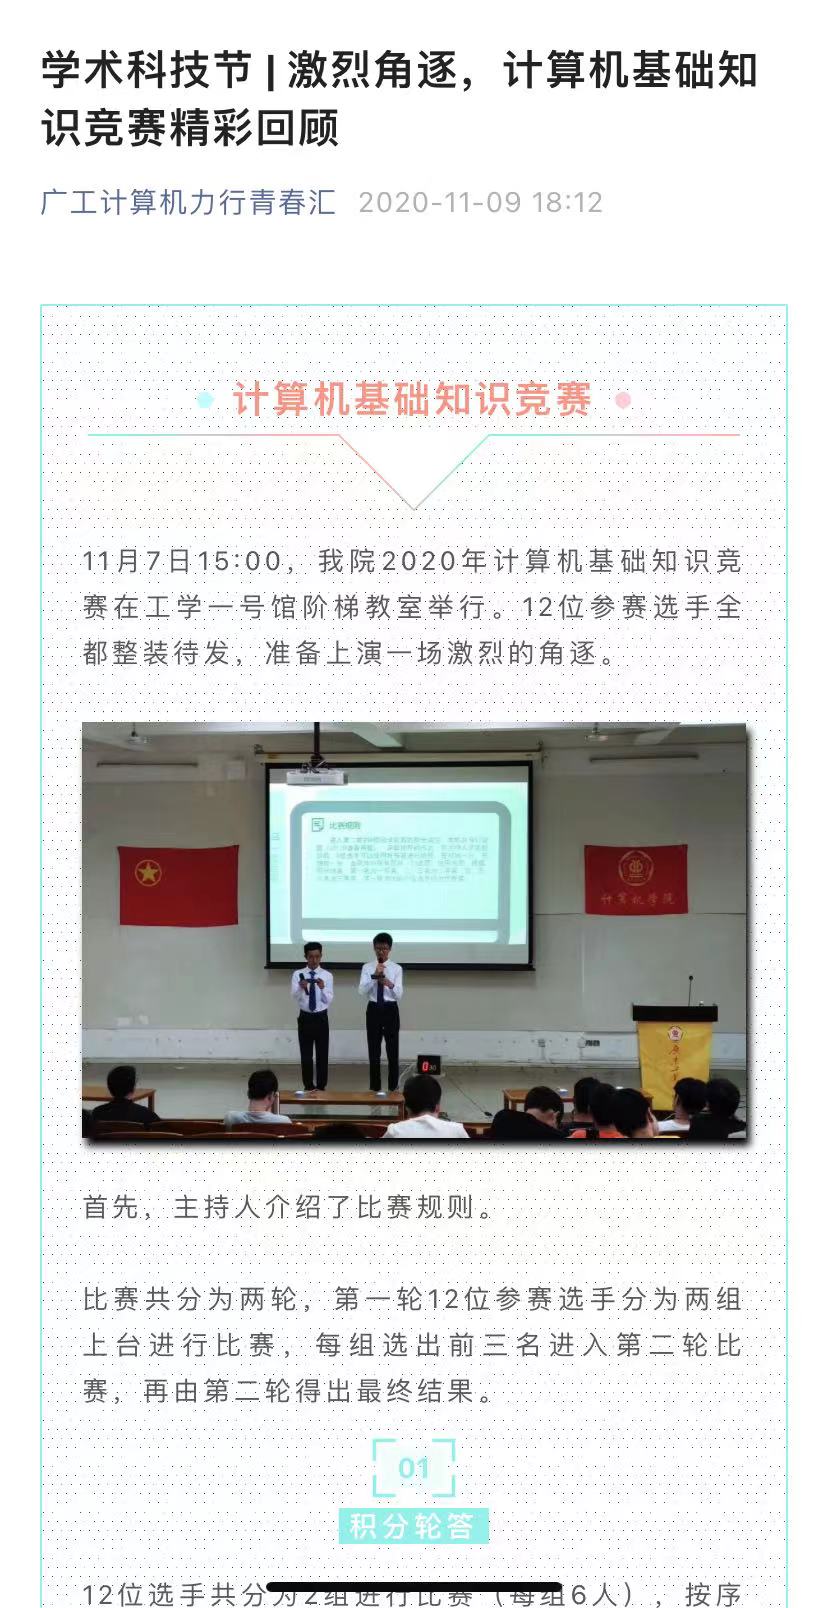 学术科技节 | 激烈角逐，计算机基础知
识竞赛精彩回顾
广工计算机力行青春汇 2020-11-09 18:12
计算机基础知识竞赛
11月7日15:00，我院2020年计算机基础知识竞
赛在工学一号馆阶梯教室举行。12位参赛选手全
都整装待发，准备上演一场激烈的角逐。
比赛规则
计算机学院
首先，主持人介绍了比赛规则。
比赛共分为两轮，第一轮12位参赛选手分为两组
上台进行比赛，每组选出前三名进入第二轮比
赛，再由第二轮得出最终结果。
01
积分轮答
12位选手共分为2组进行比赛（每组6人），按序